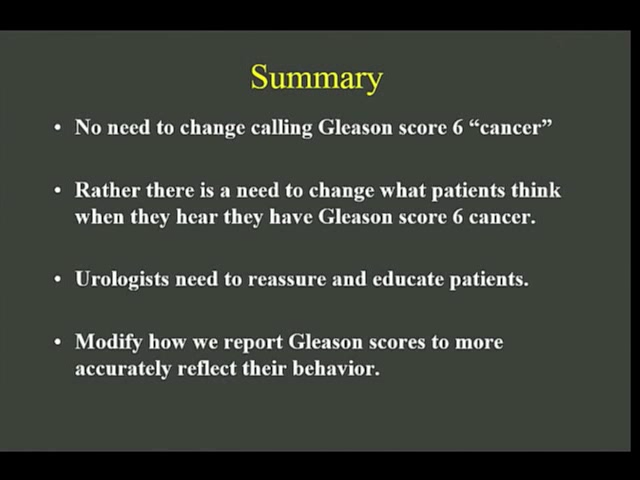 Summary
• No need to change calling Gleason score 6 “cancer”
• Rather there is a need to change what patients think
when they hear they have Gleason score 6 cancer.
• Urologists need to reassure and educate patients.
• Modify how we report Gleason scores to more
accurately reflect their behavior.